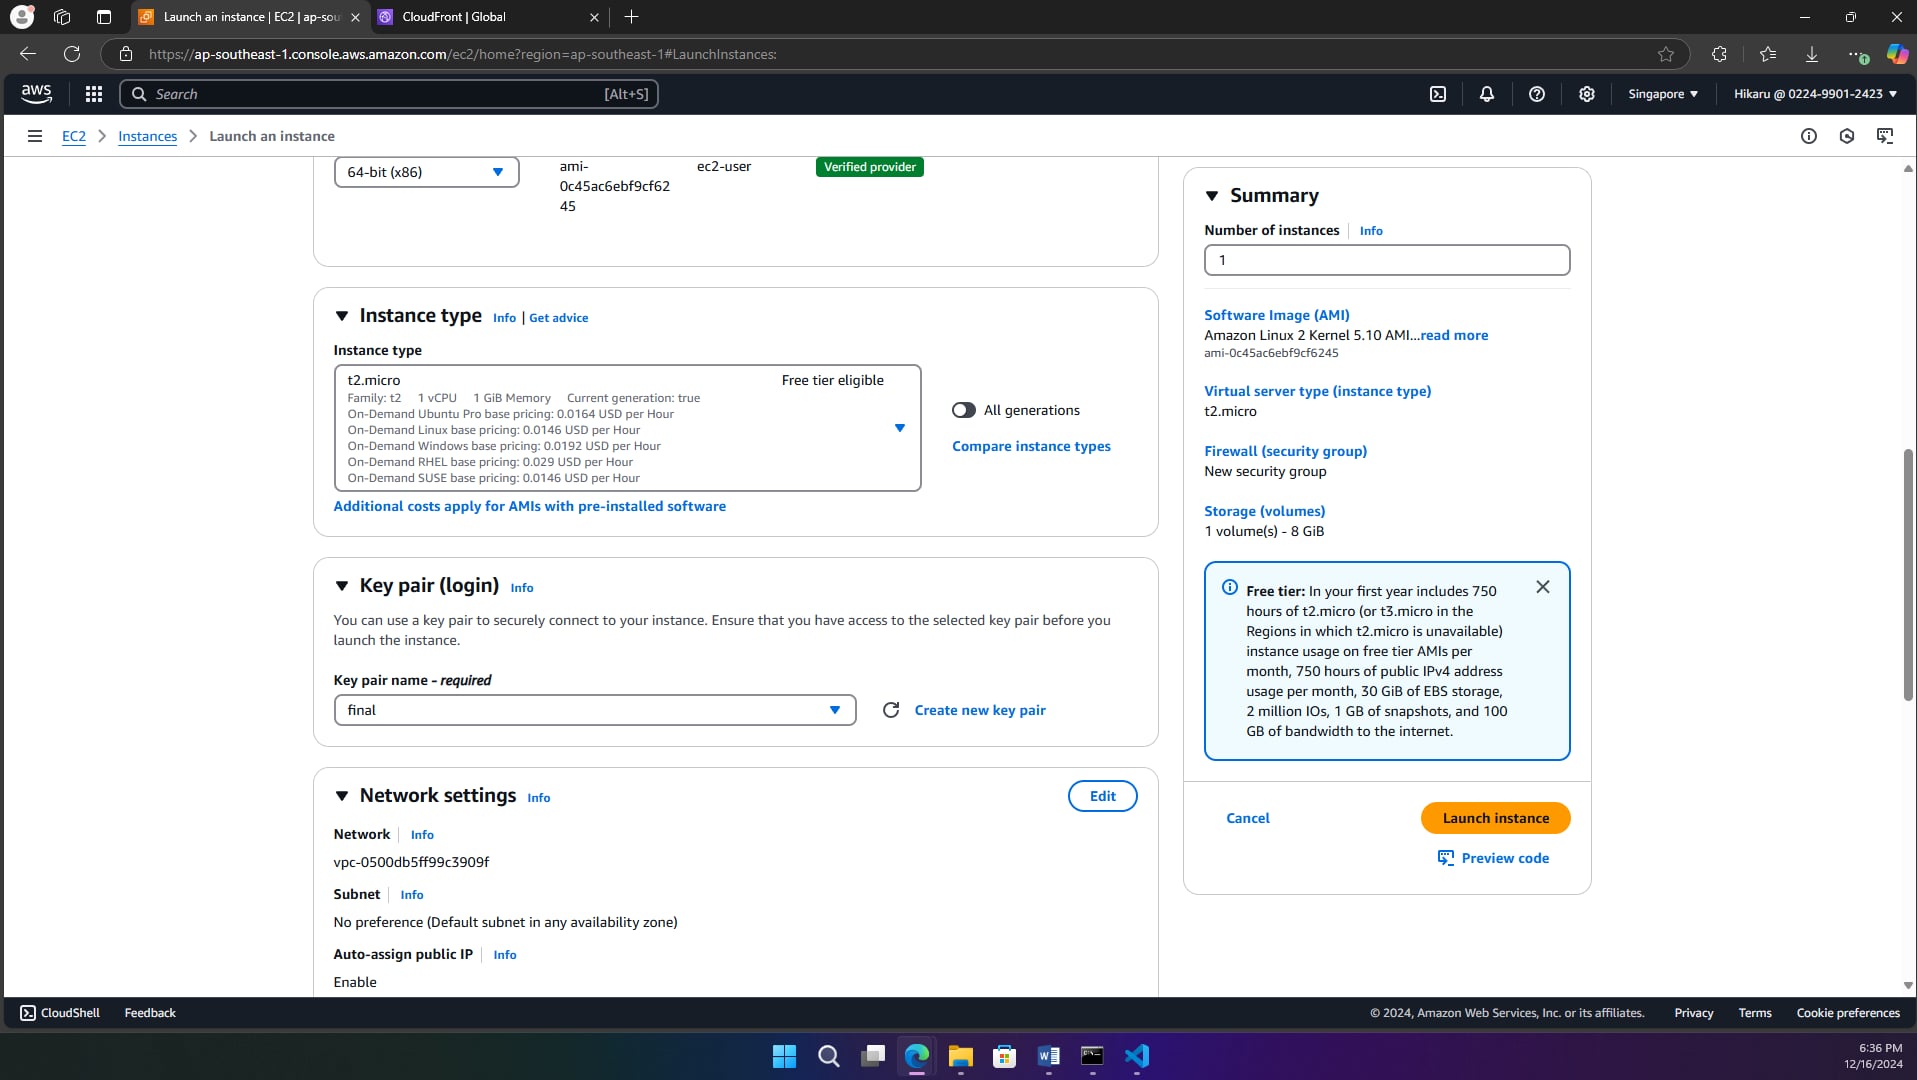 Launch an instance | EC2 | ap-sou
CloudFront | Global
https://ap-southeast-1.console.aws.amazon.com/ec2/home?region=ap-southeast-1#LaunchInstances:
aws
Search
[Alt+S]
Singapore
Hikaru @ 0224-9901-2423
EC2
Instances
Launch an instance
64-bit (x86)
ami-
0c45ac6ebf9cf62
45
ec2-user
Verified provider
Instance type
Info | Get advice
Instance type
t2.micro
Free tier eligible
Family: t2 1 vCPU 1 GiB Memory Current generation: true
On-Demand Ubuntu Pro base pricing: 0.0164 USD per Hour
On-Demand Linux base pricing: 0.0146 USD per Hour
On-Demand Windows base pricing: 0.0192 USD per Hour
On-Demand RHEL base pricing: 0.029 USD per Hour
On-Demand SUSE base pricing: 0.0146 USD per Hour
All generations
Compare instance types
Additional costs apply for AMIs with pre-installed software
Key pair (login)
Info
You can use a key pair to securely connect to your instance. Ensure that you have access to the selected key pair before you
launch the instance.
Key pair name - required
final
Create new key pair
Network settings
Info
Edit
Network
Info
vpc-0500db5ff99c3909f
Subnet
Info
No preference (Default subnet in any availability zone)
Auto-assign public IP
Info
Enable
Summary
Number of instances
Info
1
Software Image (AMI)
Amazon Linux 2 Kernel 5.10 AMI...read more
ami-0c45ac6ebf9cf6245
Virtual server type (instance type)
t2.micro
Firewall (security group)
New security group
Storage (volumes)
1 volume(s) - 8 GiB
Free tier: In your first year includes 750
hours of t2.micro (or t3.micro in the
Regions in which t2.micro is unavailable)
instance usage on free tier AMIs per
month, 750 hours of public IPv4 address
usage per month, 30 GiB of EBS storage,
2 million IOs, 1 GB of snapshots, and 100
GB of bandwidth to the internet.
Cancel
Launch instance
Preview code
CloudShell
Feedback
© 2024, Amazon Web Services, Inc. or its affiliates.
Privacy
Terms
Cookie preferences
6:36 PM
12/16/2024